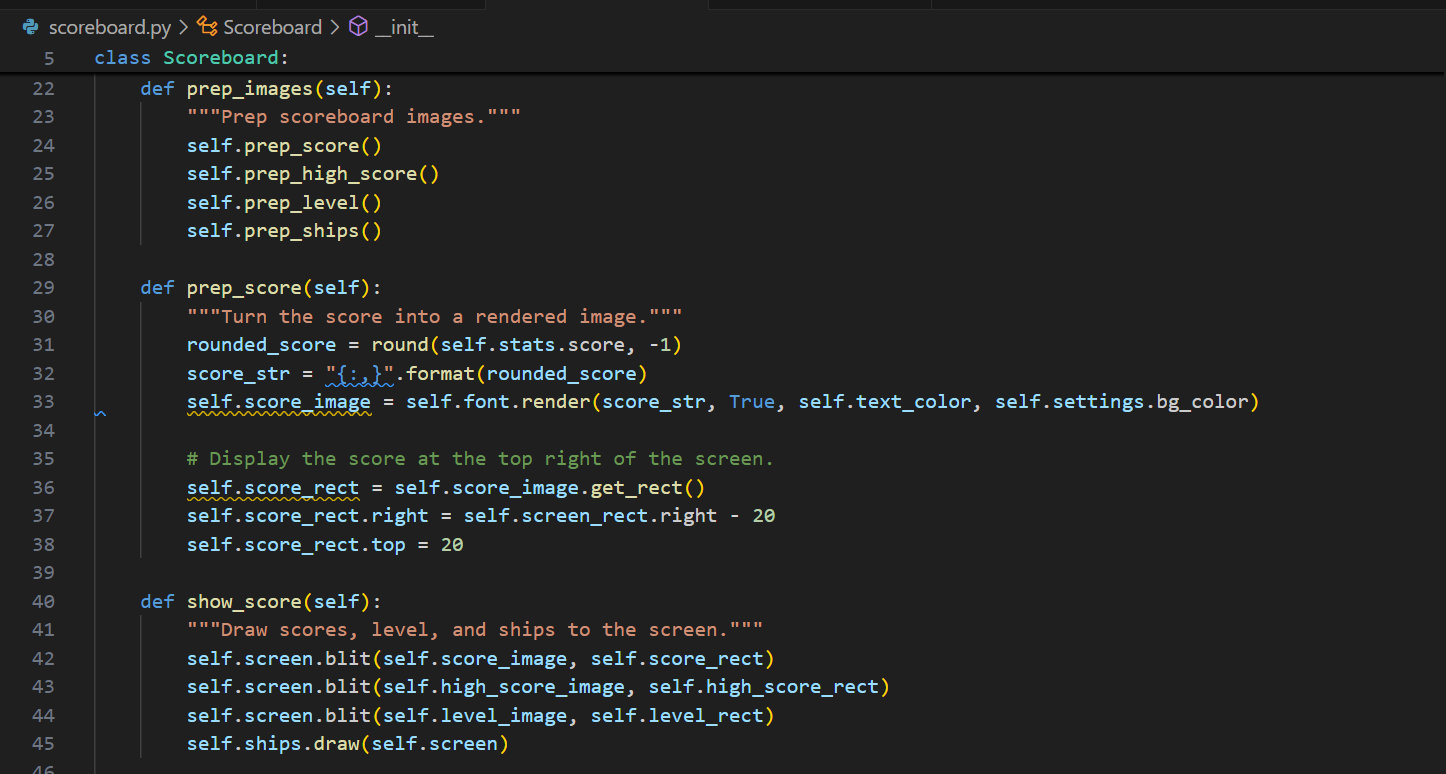 scoreboard.py > Scoreboard > __init__
5 class Scoreboard:
22 def prep_images(self):
23 """Prep scoreboard images."""
24 self.prep_score()
25 self.prep_high_score()
26 self.prep_level()
27 self.prep_ships()
28
29 def prep_score(self):
30 """Turn the score into a rendered image."""
31 rounded_score = round(self.stats.score, -1)
32 score_str = "{:,}".format(rounded_score)
33 self.score_image = self.font.render(score_str, True, self.text_color, self.settings.bg_color)
34
35 # Display the score at the top right of the screen.
36 self.score_rect = self.score_image.get_rect()
37 self.score_rect.right = self.screen_rect.right - 20
38 self.score_rect.top = 20
39
40 def show_score(self):
41 """Draw scores, level, and ships to the screen."""
42 self.screen.blit(self.score_image, self.score_rect)
43 self.screen.blit(self.high_score_image, self.high_score_rect)
44 self.screen.blit(self.level_image, self.level_rect)
45 self.ships.draw(self.screen)
46